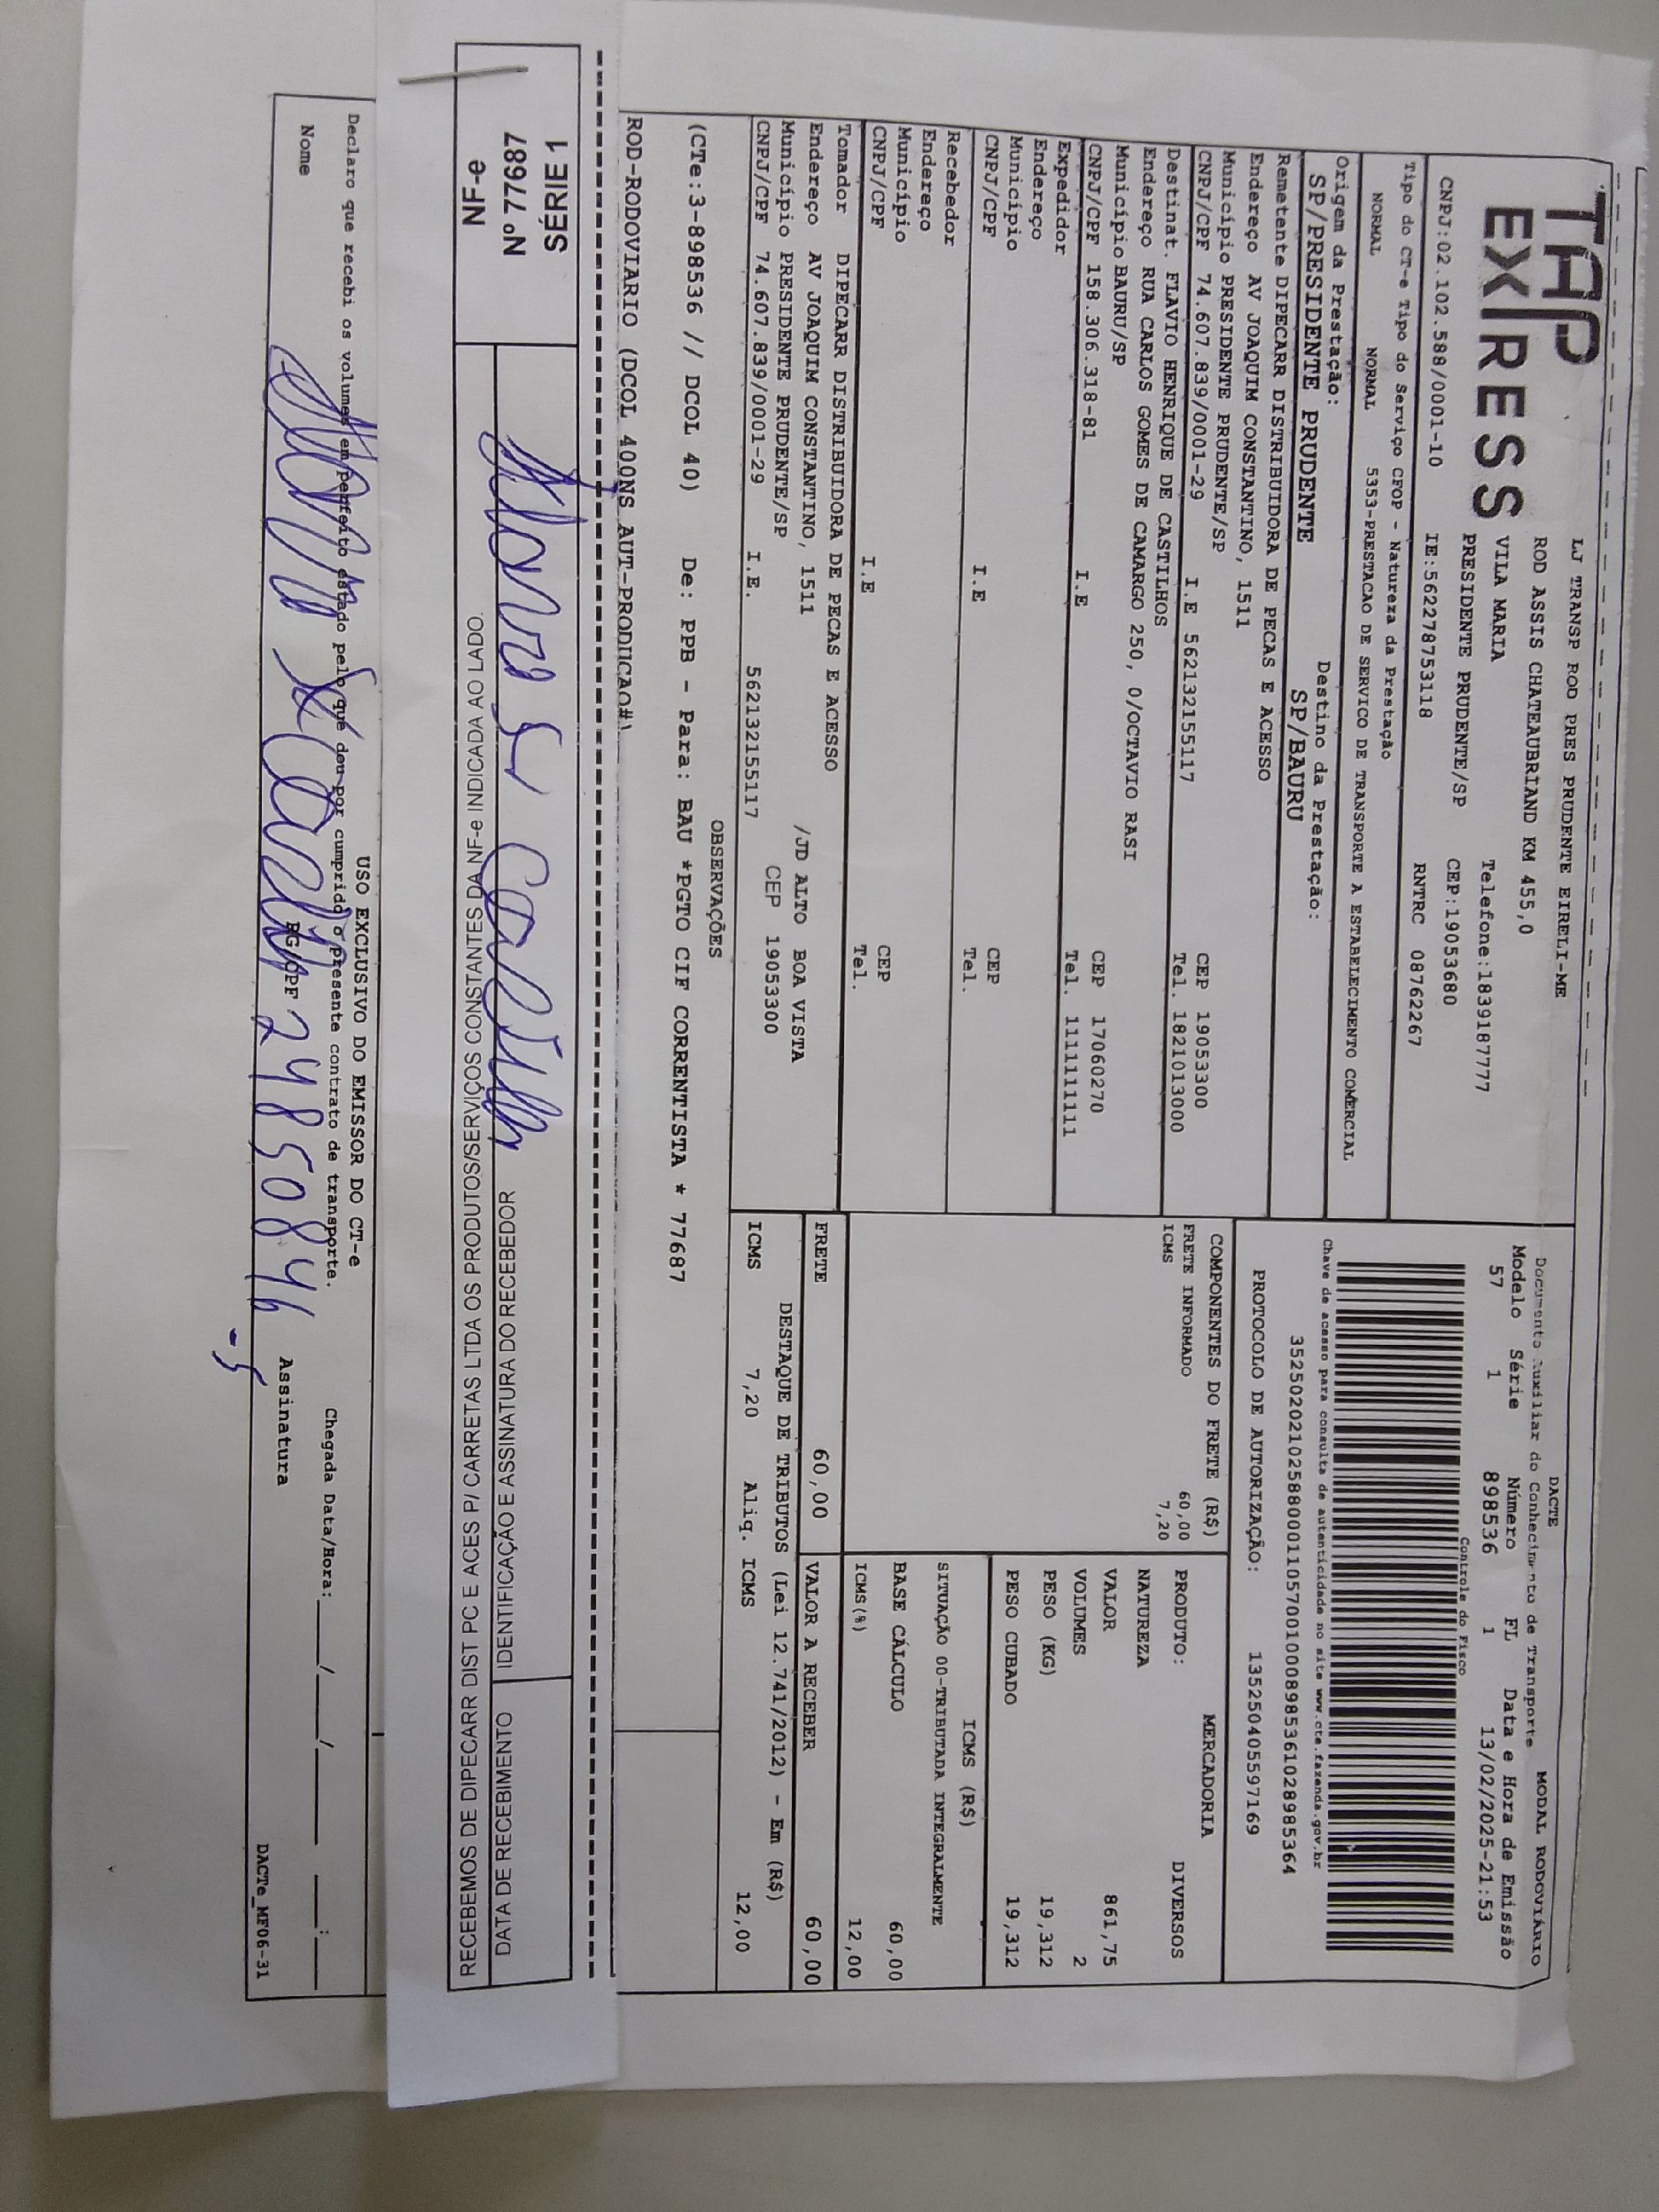 TAP EXPRESS
LJ TRANSP ROD PRES PRUDENTE EIRELI-ME
ROD ASSIS CHATEAUBRIAND KM 455,0
VILA MARIA Telefone:1839187777
PRESIDENTE PRUDENTE/SP CEP:19053680
CNPJ:02.102.588/0001-10 IE:562278753118 RNTRC 08762267
DACTE MODAL RODOVIÁRIO
Documento Auxiliar do Conhecimento de Transporte
Modelo Série Número FL Data e Hora de Emissão
57 1 898536 1 13/02/2025-21:53
Controle do Fisco
Chave de acesso para consulta de autenticidade no site www.cte.fazenda.gov.br
35250202102588000110570010008985361028985364
PROTOCOLO DE AUTORIZAÇÃO: 135250405597169
Tipo do CT-e Tipo do Serviço CFOP - Natureza da Prestação
NORMAL NORMAL 5353-PRESTACAO DE SERVICO DE TRANSPORTE A ESTABELECIMENTO COMERCIAL
Origem da Prestação: Destino da Prestação:
SP/PRESIDENTE PRUDENTE SP/BAURU
Remetente DIPECARR DISTRIBUIDORA DE PECAS E ACESSO
Endereço AV JOAQUIM CONSTANTINO, 1511
Município PRESIDENTE PRUDENTE/SP CEP 19053300
CNPJ/CPF 74.607.839/0001-29 I.E 562132155117 Tel. 1821013000
Destinat. FLAVIO HENRIQUE DE CASTILHOS
Endereço RUA CARLOS GOMES DE CAMARGO 250, 0/OCTAVIO RASI
Município BAURU/SP CEP 17060270
CNPJ/CPF 158.306.318-81 I.E Tel. 1111111111
Expedidor
Endereço
Município CEP
CNPJ/CPF I.E Tel.
Recebedor
Endereço
Município CEP
CNPJ/CPF I.E Tel.
Tomador DIPECARR DISTRIBUIDORA DE PECAS E ACESSO
Endereço AV JOAQUIM CONSTANTINO, 1511 /JD ALTO BOA VISTA
Município PRESIDENTE PRUDENTE/SP CEP 19053300
CNPJ/CPF 74.607.839/0001-29 I.E. 562132155117
COMPONENTES DO FRETE (R$)
FRETE INFORMADO 60,00
ICMS 7,20
MERCADORIA
PRODUTO: DIVERSOS
NATUREZA
VALOR 861,75
VOLUMES 2
PESO (KG) 19,312
PESO CUBADO 19,312
ICMS (R$)
SITUAÇÃO 00-TRIBUTADA INTEGRALMENTE
BASE CÁLCULO 60,00
ICMS(%) 12,00
FRETE 60,00 VALOR A RECEBER 60,00
DESTAQUE DE TRIBUTOS (Lei 12.741/2012) - Em (R$)
ICMS 7,20 Aliq. ICMS 12,00
OBSERVAÇÕES
(CTe:3-898536 // DCOL 40) De: PPB - Para: BAU *PGTO CIF CORRENTISTA * 77687
ROD-RODOVIARIO (DCOL 400NS AUT-PRODUCAO#)
SÉRIE 1
Nº 77687
NF-e
IDENTIFICAÇÃO E ASSINATURA DO RECEBEDOR
DATA DE RECEBIMENTO
RECEBEMOS DE DIPECARR DIST PC E ACES P/ CARRETAS LTDA OS PRODUTOS/SERVIÇOS CONSTANTES DA NF-e INDICADA AO LADO.
USO EXCLUSIVO DO EMISSOR DO CT-e
Declaro que recebi os volumes em perfeito estado pelo que dou por cumprido o presente contrato de transporte.
Chegada Data/Hora: / / :
Nome RG/CPF Assinatura
DACTe_MF06-31